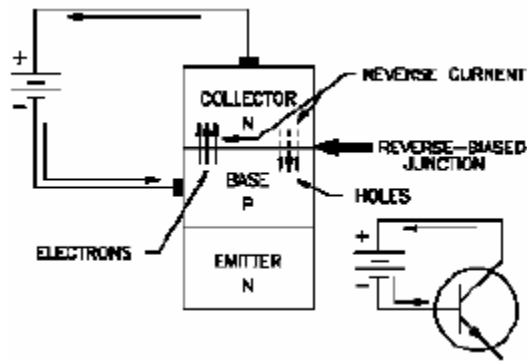 +
-
COLLECTOR
N
REVERSE CURRENT
REVERSE-BIASED
JUNCTION
BASE
P
HOLES
ELECTRONS
EMITTER
N
+
-